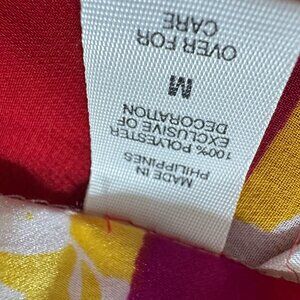 MADE IN
PHILIPPINES
100% POLYESTER
EXCLUSIVE OF
DECORATION
M
OVER FOR
CARE